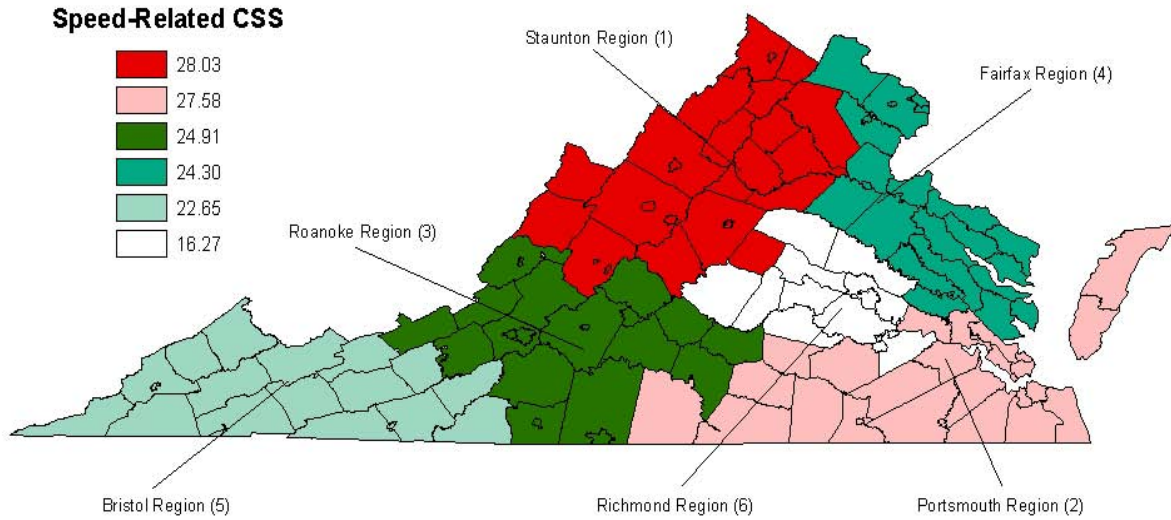 Speed-Related CSS
28.03
27.58
24.91
24.30
22.65
16.27
Staunton Region (1)
Fairfax Region (4)
Roanoke Region (3)
Bristol Region (5)
Richmond Region (6)
Portsmouth Region (2)